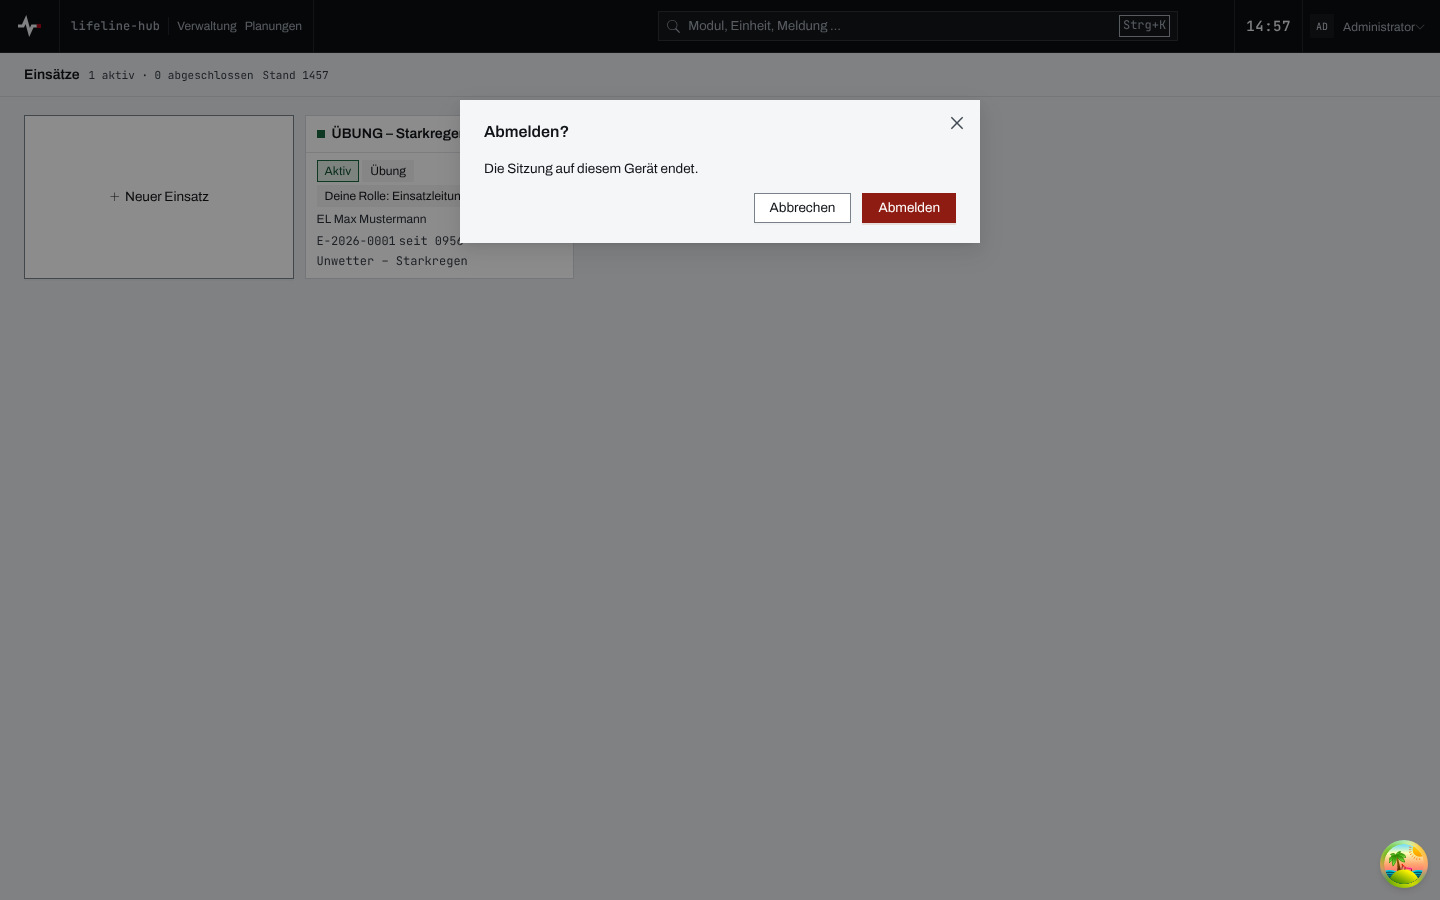 lifeline-hub Verwaltung Planungen Modul, Einheit, Meldung ... Strg+K 14:57 AD Administrator
Einsätze 1 aktiv · 0 abgeschlossen Stand 1457
Abmelden?
Die Sitzung auf diesem Gerät endet.
Abbrechen Abmelden
+ Neuer Einsatz
ÜBUNG – Starkrege
Aktiv Übung
Deine Rolle: Einsatzleitun
EL Max Mustermann
E-2026-0001 seit 0956
Unwetter – Starkregen